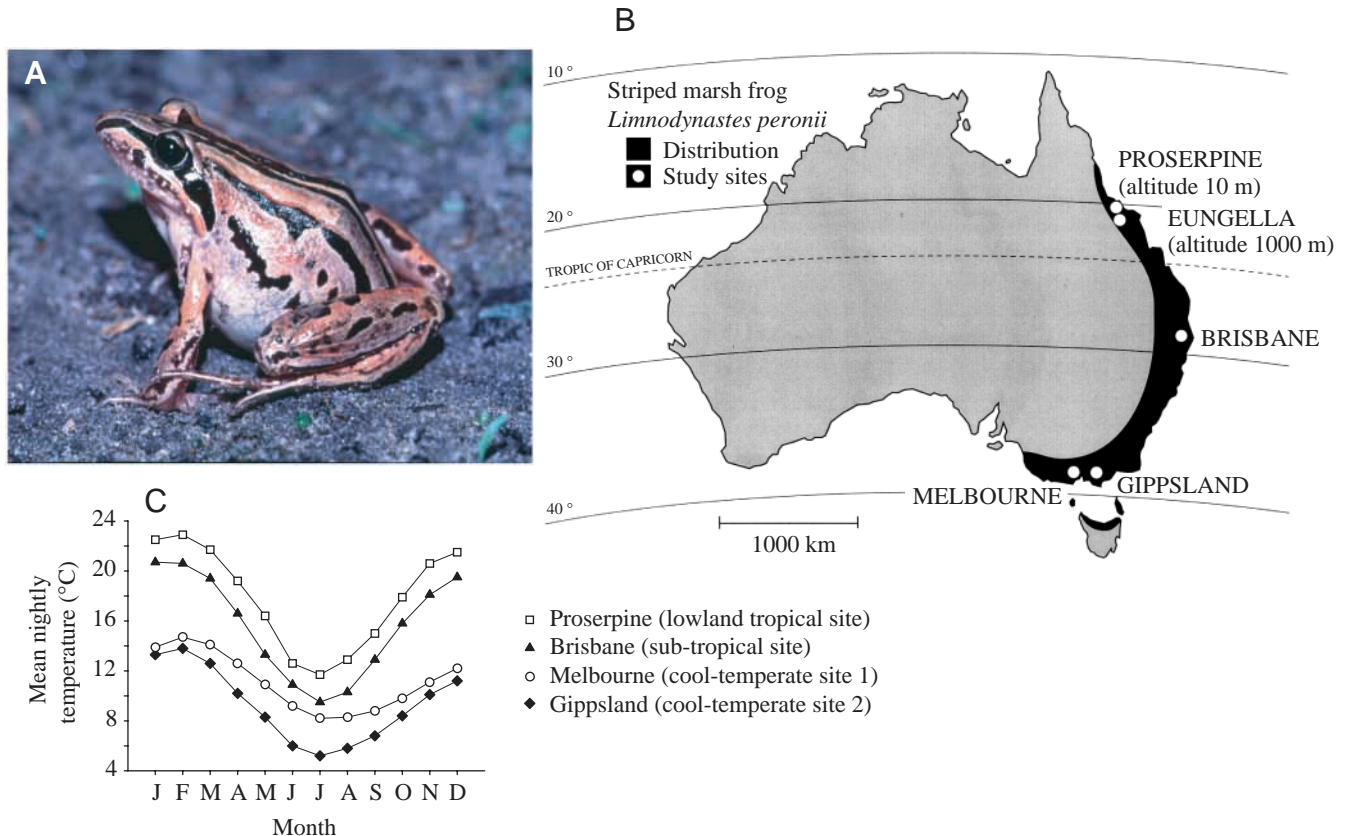 A
B
10 °
Striped marsh frog
Limnodynastes peronii
Distribution
Study sites
PROSERPINE
(altitude 10 m)
20 °
EUNGELLA
(altitude 1000 m)
TROPIC OF CAPRICORN
BRISBANE
30 °
MELBOURNE
GIPPSLAND
40 °
1000 km
C
24
20
16
12
8
4
Mean nightly
temperature (°C)
J F M A M J J A S O N D
Month
Proserpine (lowland tropical site)
Brisbane (sub-tropical site)
Melbourne (cool-temperate site 1)
Gippsland (cool-temperate site 2)